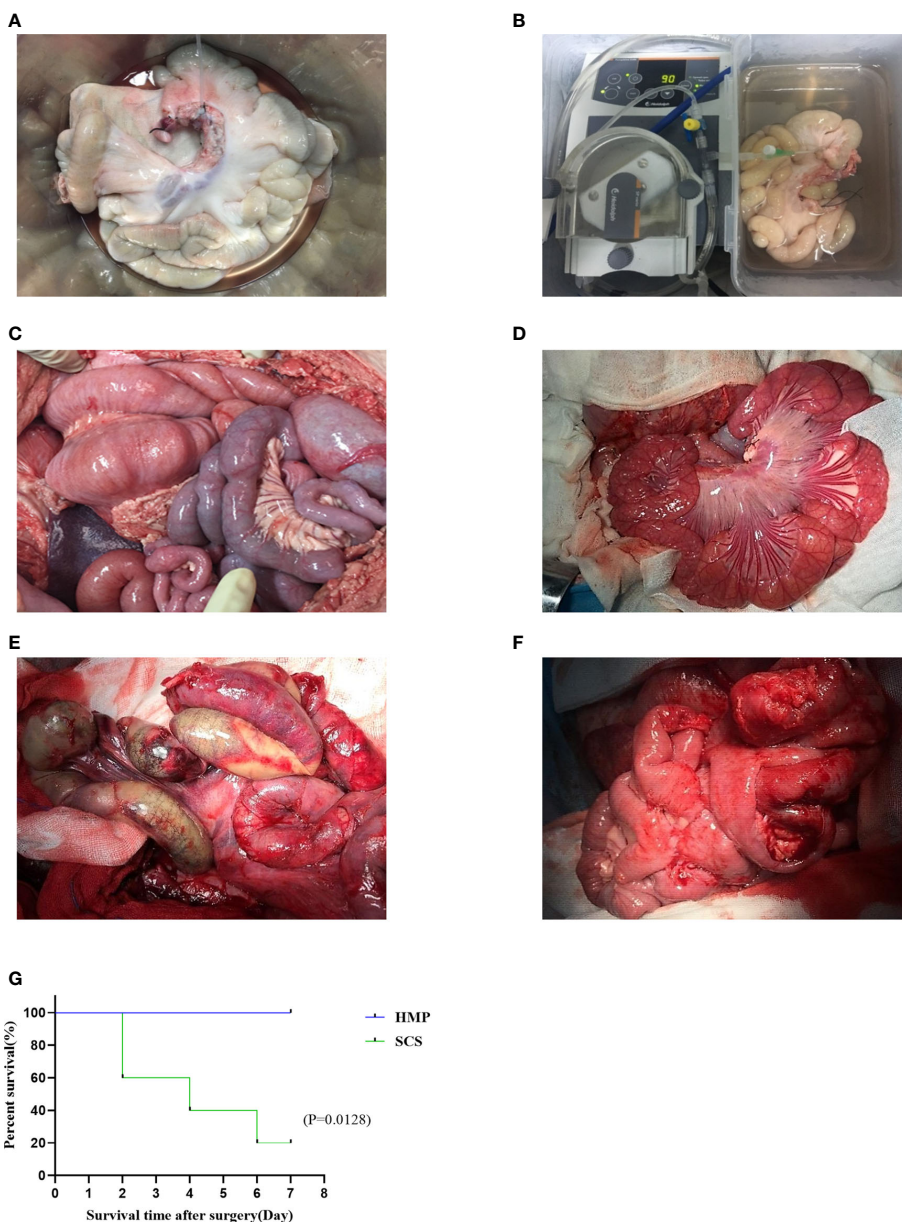 A
B
90
C
D
E
F
G
100
80
60
40
20
0
0 1 2 3 4 5 6 7 8
Percent survival(%)
Survival time after surgery(Day)
HMP
SCS
(P=0.0128)